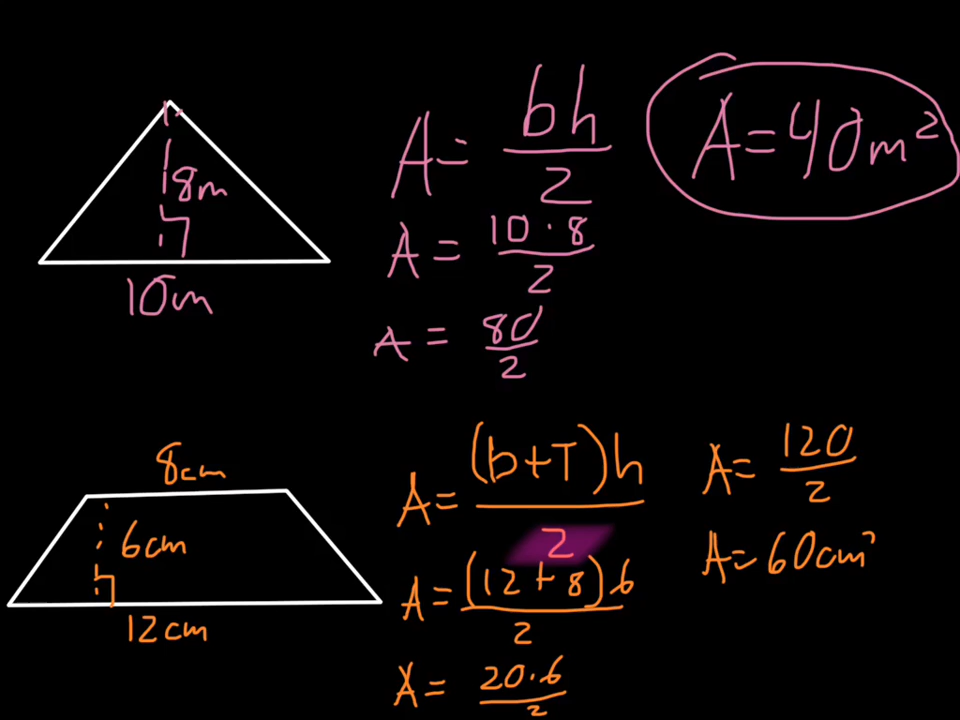 8m
10m
A = bh/2
A = 10 · 8/2
A = 80/2
A = 40m²
8cm
6cm
12cm
A = (b+T)h/2
A = (12+8)6/2
A = 20·6/2
A = 120/2
A = 60cm²